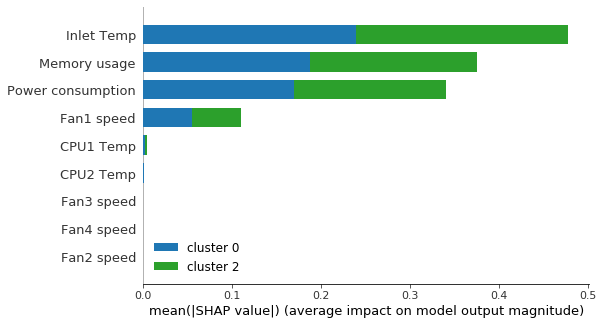 Inlet Temp
Memory usage
Power consumption
Fan1 speed
CPU1 Temp
CPU2 Temp
Fan3 speed
Fan4 speed
Fan2 speed
cluster 0
cluster 2
0.0 0.1 0.2 0.3 0.4 0.5
mean(|SHAP value|) (average impact on model output magnitude)